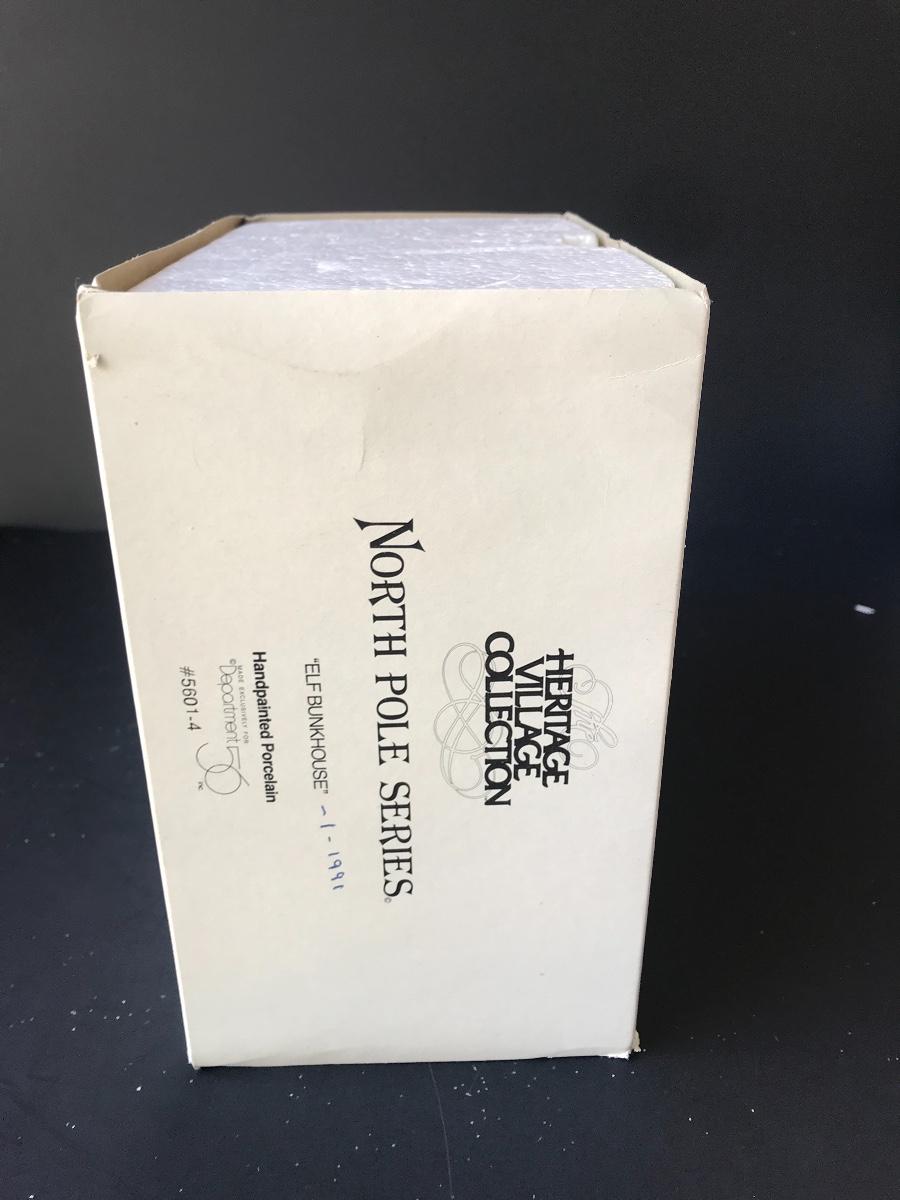 The
HERITAGE
VILLAGE
COLLECTION
NORTH POLE SERIES©
"ELF BUNKHOUSE" - 1 - 1991
Handpainted Porcelain
MADE EXCLUSIVELY FOR
©Department 56 INC.
#5601-4